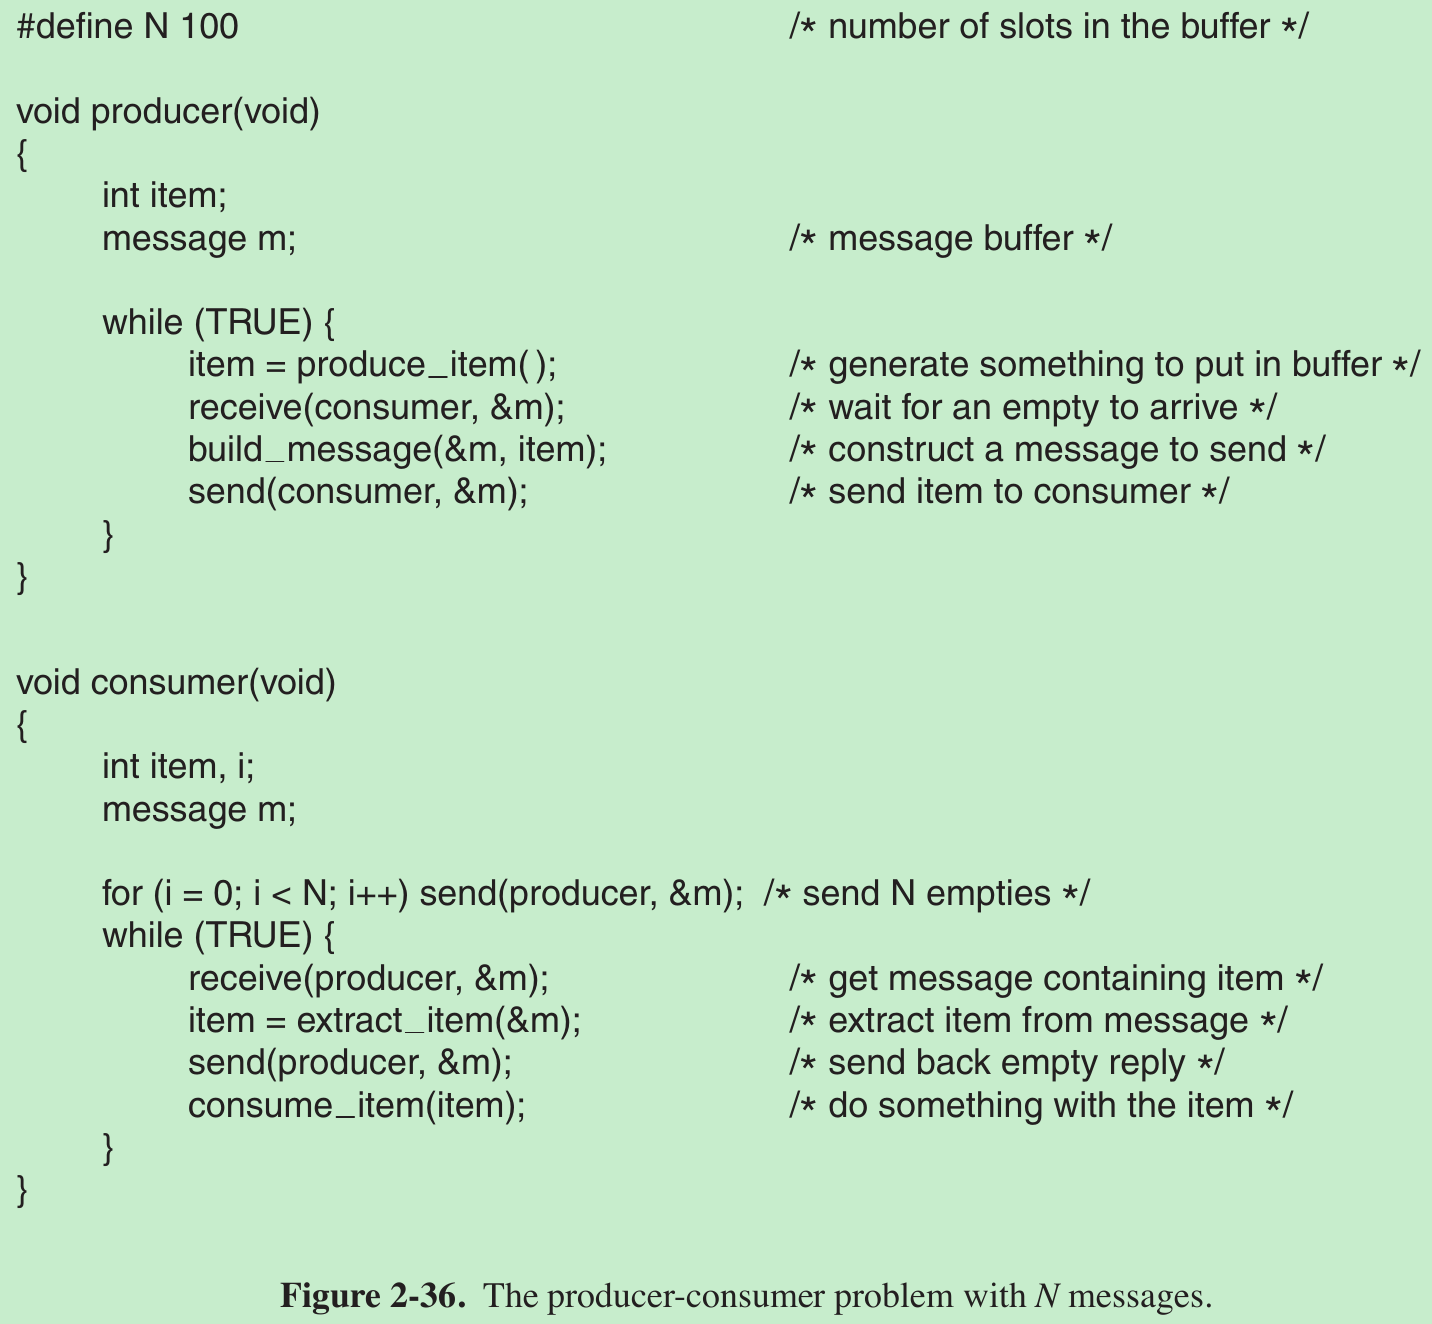 #define N 100 /* number of slots in the buffer */
void producer(void)
{
int item;
message m; /* message buffer */
while (TRUE) {
item = produce_item( ); /* generate something to put in buffer */
receive(consumer, &m); /* wait for an empty to arrive */
build_message(&m, item); /* construct a message to send */
send(consumer, &m); /* send item to consumer */
}
}
void consumer(void)
{
int item, i;
message m;
for (i = 0; i < N; i++) send(producer, &m); /* send N empties */
while (TRUE) {
receive(producer, &m); /* get message containing item */
item = extract_item(&m); /* extract item from message */
send(producer, &m); /* send back empty reply */
consume_item(item); /* do something with the item */
}
}
Figure 2-36. The producer-consumer problem with N messages.